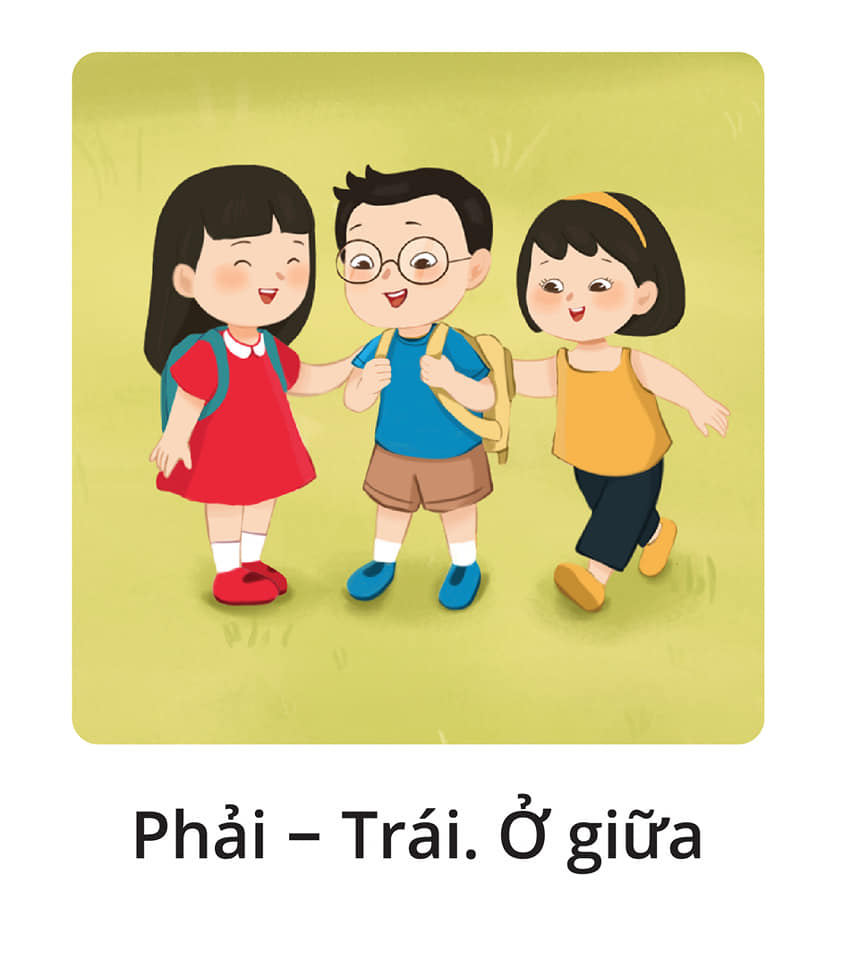 Phải – Trái. Ở giữa